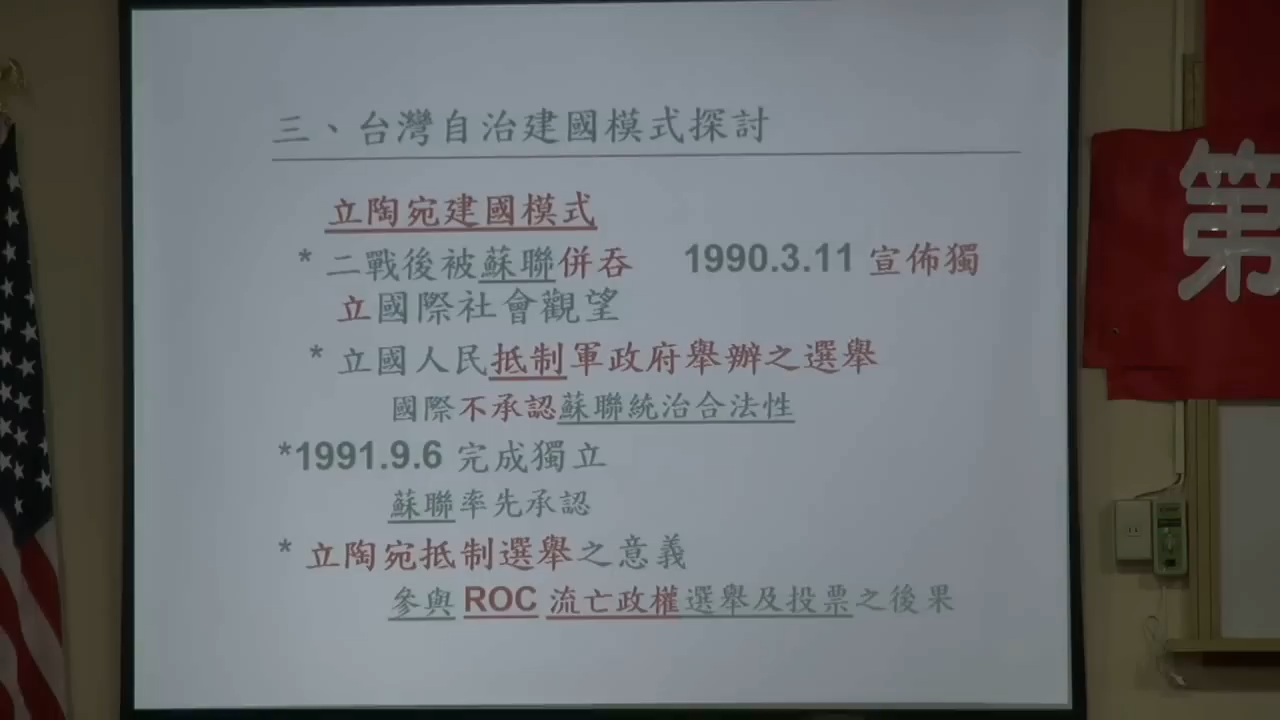 三、台灣自治建國模式探討
立陶宛建國模式
* 二戰後被蘇聯併吞 1990.3.11 宣佈獨
立國際社會觀望
* 立國人民抵制軍政府舉辦之選舉
國際不承認蘇聯統治合法性
*1991.9.6 完成獨立
蘇聯率先承認
* 立陶宛抵制選舉之意義
參與 ROC 流亡政權選舉及投票之後果
第